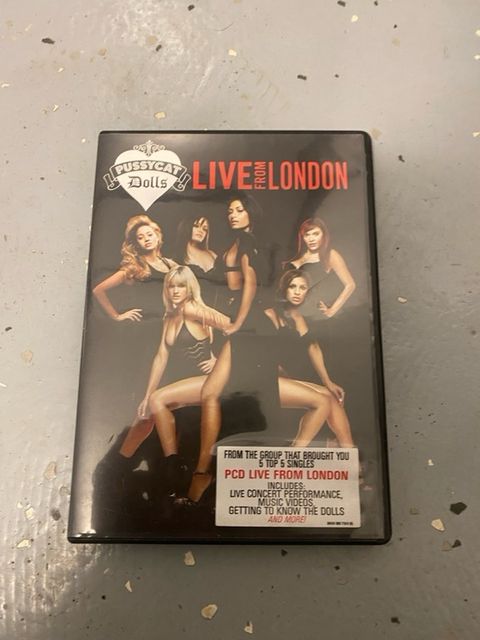 PUSSYCAT
Dolls
LIVE FROM LONDON
FROM THE GROUP THAT BROUGHT YOU
5 TOP 5 SINGLES
PCD LIVE FROM LONDON
INCLUDES:
LIVE CONCERT PERFORMANCE,
MUSIC VIDEOS,
GETTING TO KNOW THE DOLLS
AND MORE!